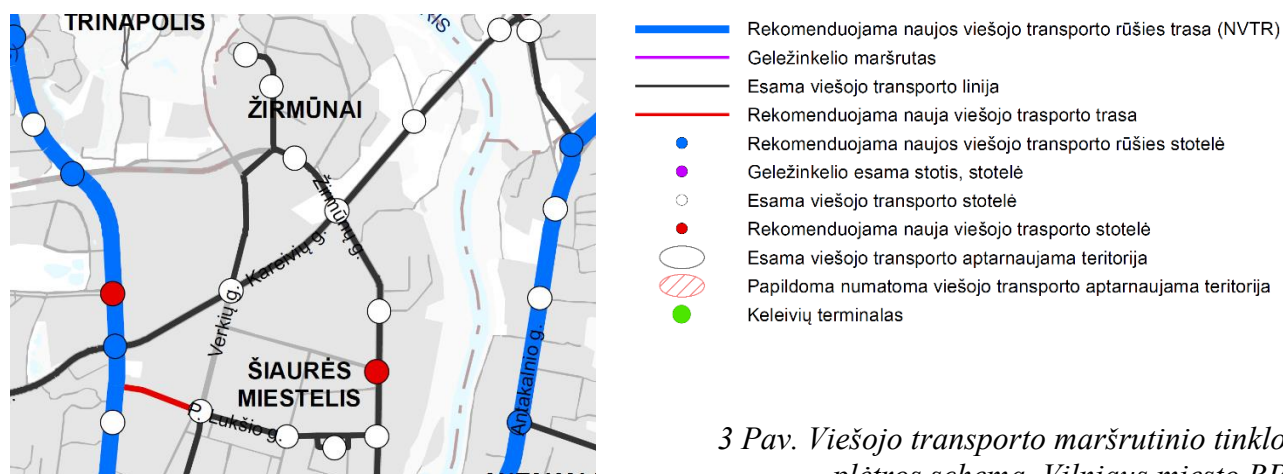 TRINAPOLIS
RIS
ŽIRMŪNAI
Žirmūnų g.
Kareivių g.
Verkių g.
ŠIAURĖS
MIESTELIS
P. Lukšio g.
Antakalnio g.
Rekomenduojama naujos viešojo transporto rūšies trasa (NVTR)
Geležinkelio maršrutas
Esama viešojo transporto linija
Rekomenduojama nauja viešojo trasporto trasa
Rekomenduojama naujos viešojo transporto rūšies stotelė
Geležinkelio esama stotis, stotelė
Esama viešojo transporto stotelė
Rekomenduojama nauja viešojo trasporto stotelė
Esama viešojo transporto aptarnaujama teritorija
Papildoma numatoma viešojo transporto aptarnaujama teritorija
Keleivių terminalas
3 Pav. Viešojo transporto maršrutinio tinklo
plėtros schema. Vilniaus miesto BP